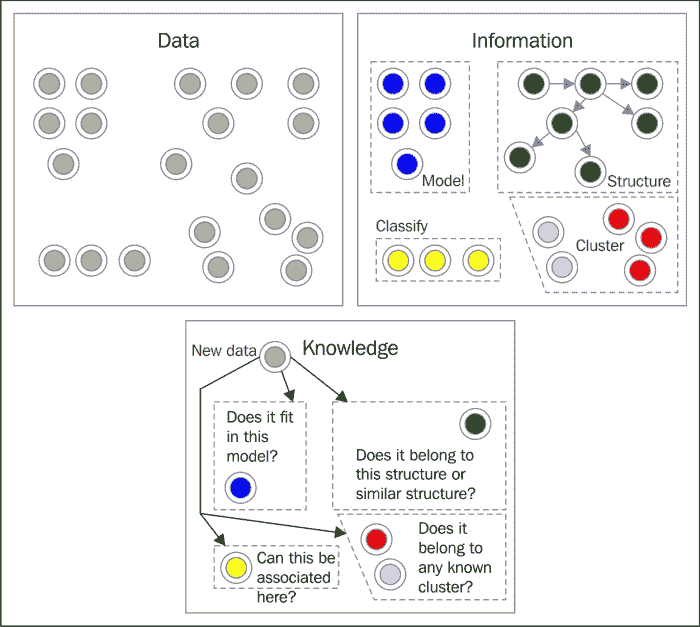 Data
Information
Model
Structure
Classify
Cluster
New data
Knowledge
Does it fit
in this
model?
Does it belong to
this structure or
similar structure?
Can this be
associated
here?
Does it
belong to
any known
cluster?